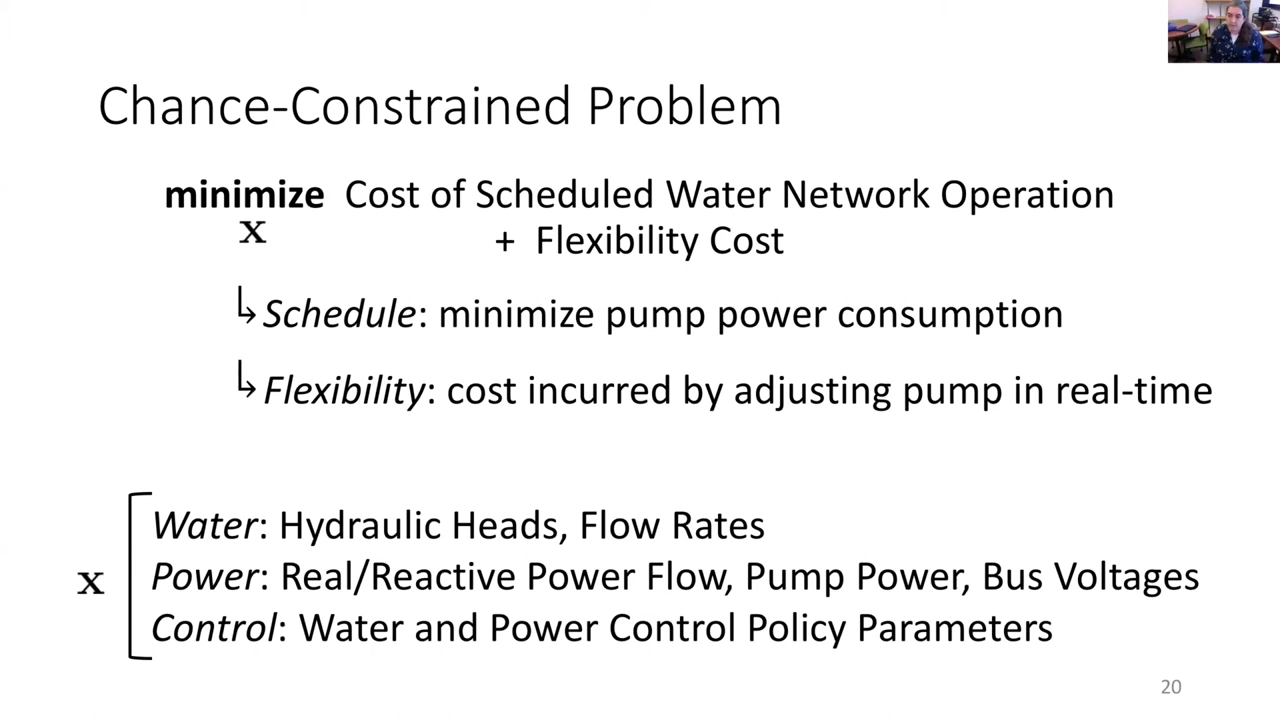 Chance-Constrained Problem
minimize Cost of Scheduled Water Network Operation
x + Flexibility Cost
Schedule: minimize pump power consumption
Flexibility: cost incurred by adjusting pump in real-time
Water: Hydraulic Heads, Flow Rates
x Power: Real/Reactive Power Flow, Pump Power, Bus Voltages
Control: Water and Power Control Policy Parameters
20